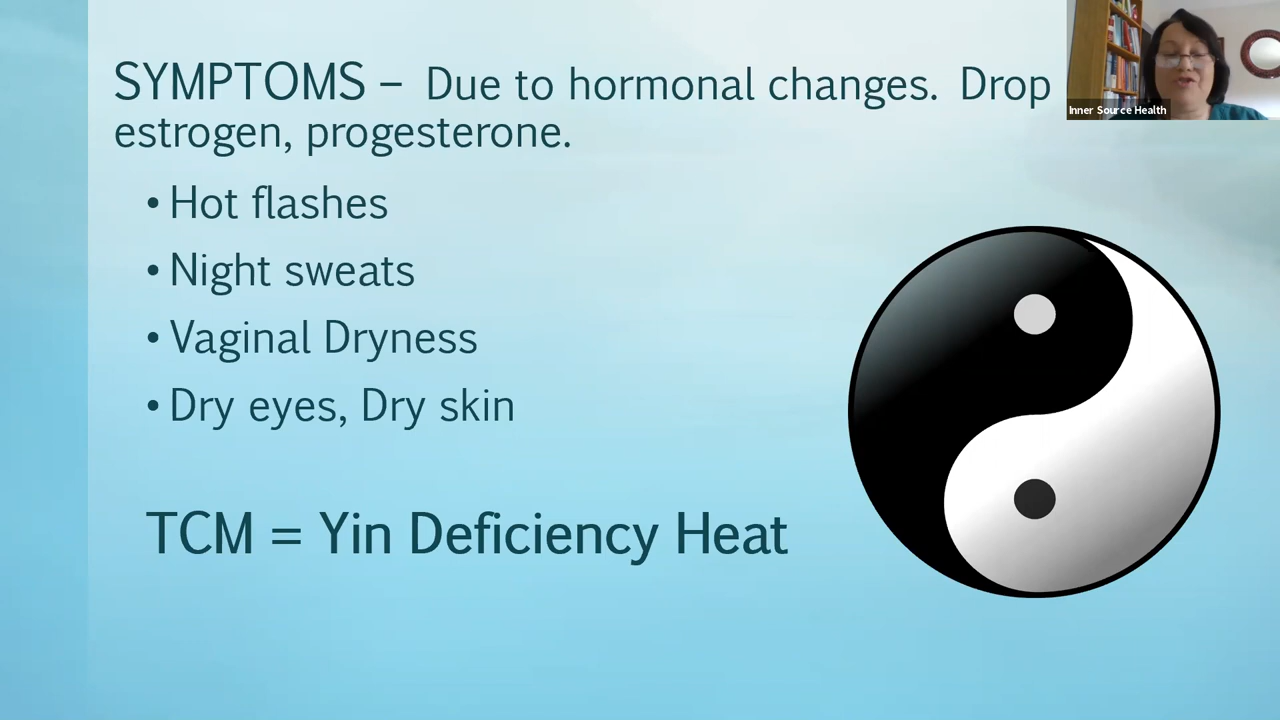 SYMPTOMS – Due to hormonal changes. Drop
estrogen, progesterone.
• Hot flashes
• Night sweats
• Vaginal Dryness
• Dry eyes, Dry skin
TCM = Yin Deficiency Heat
Inner Source Health